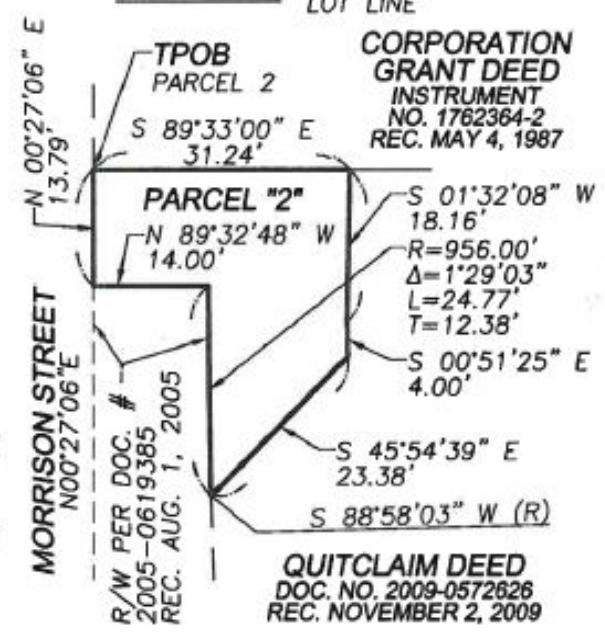 LOT LINE
TPOB
PARCEL 2
CORPORATION
GRANT DEED
INSTRUMENT
NO. 1762364-2
REC. MAY 4, 1987
N 00°27'06" E
13.79'
S 89°33'00" E
31.24'
PARCEL "2"
N 89°32'48" W
14.00'
S 01°32'08" W
18.16'
R=956.00'
Δ=1°29'03"
L=24.77'
T=12.38'
S 00°51'25" E
4.00'
S 45°54'39" E
23.38'
S 88°58'03" W (R)
MORRISON STREET
N00°27'06"E
R/W PER DOC. #
2005-0619385
REC. AUG. 1, 2005
QUITCLAIM DEED
DOC. NO. 2009-0572626
REC. NOVEMBER 2, 2009